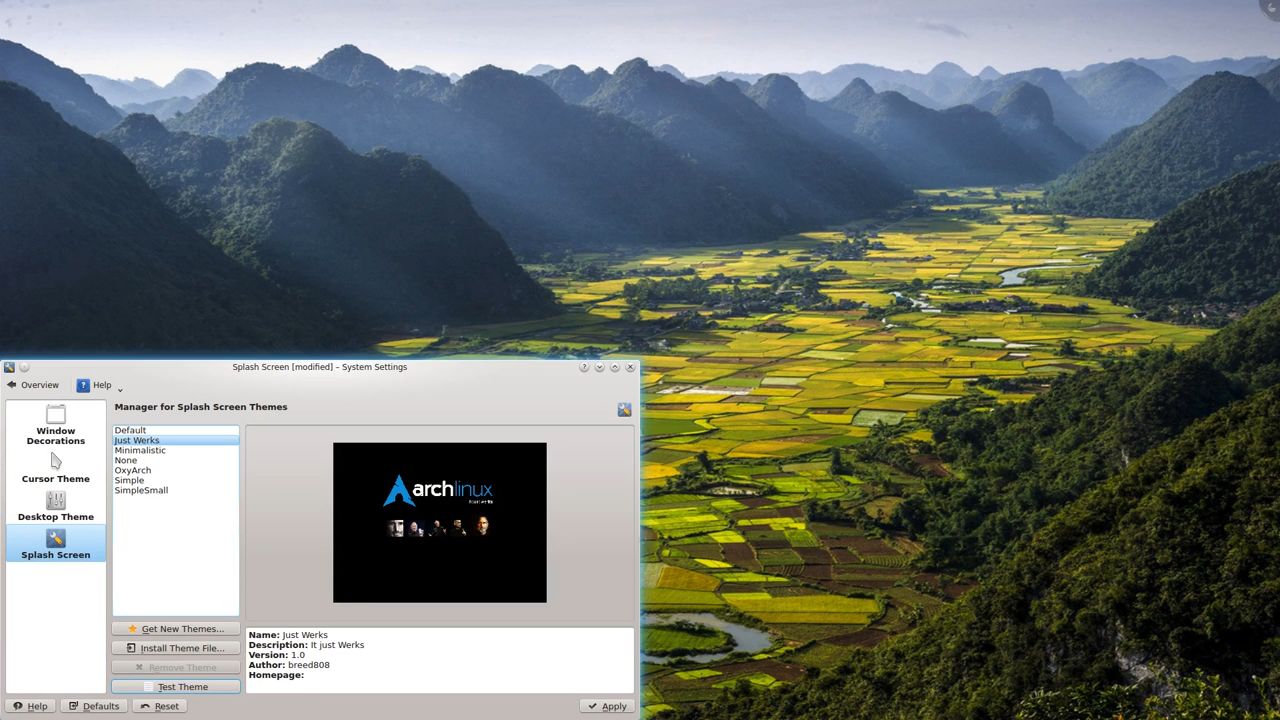 Splash Screen [modified] – System Settings
Overview
Help
Window Decorations
Cursor Theme
Desktop Theme
Splash Screen
Manager for Splash Screen Themes
Default
Just Werks
Minimalistic
None
OxyArch
Simple
SimpleSmall
archlinux
Get New Themes...
Install Theme File...
Remove Theme
Test Theme
Name: Just Werks
Description: It just Werks
Version: 1.0
Author: breed808
Homepage:
Help
Defaults
Reset
Apply